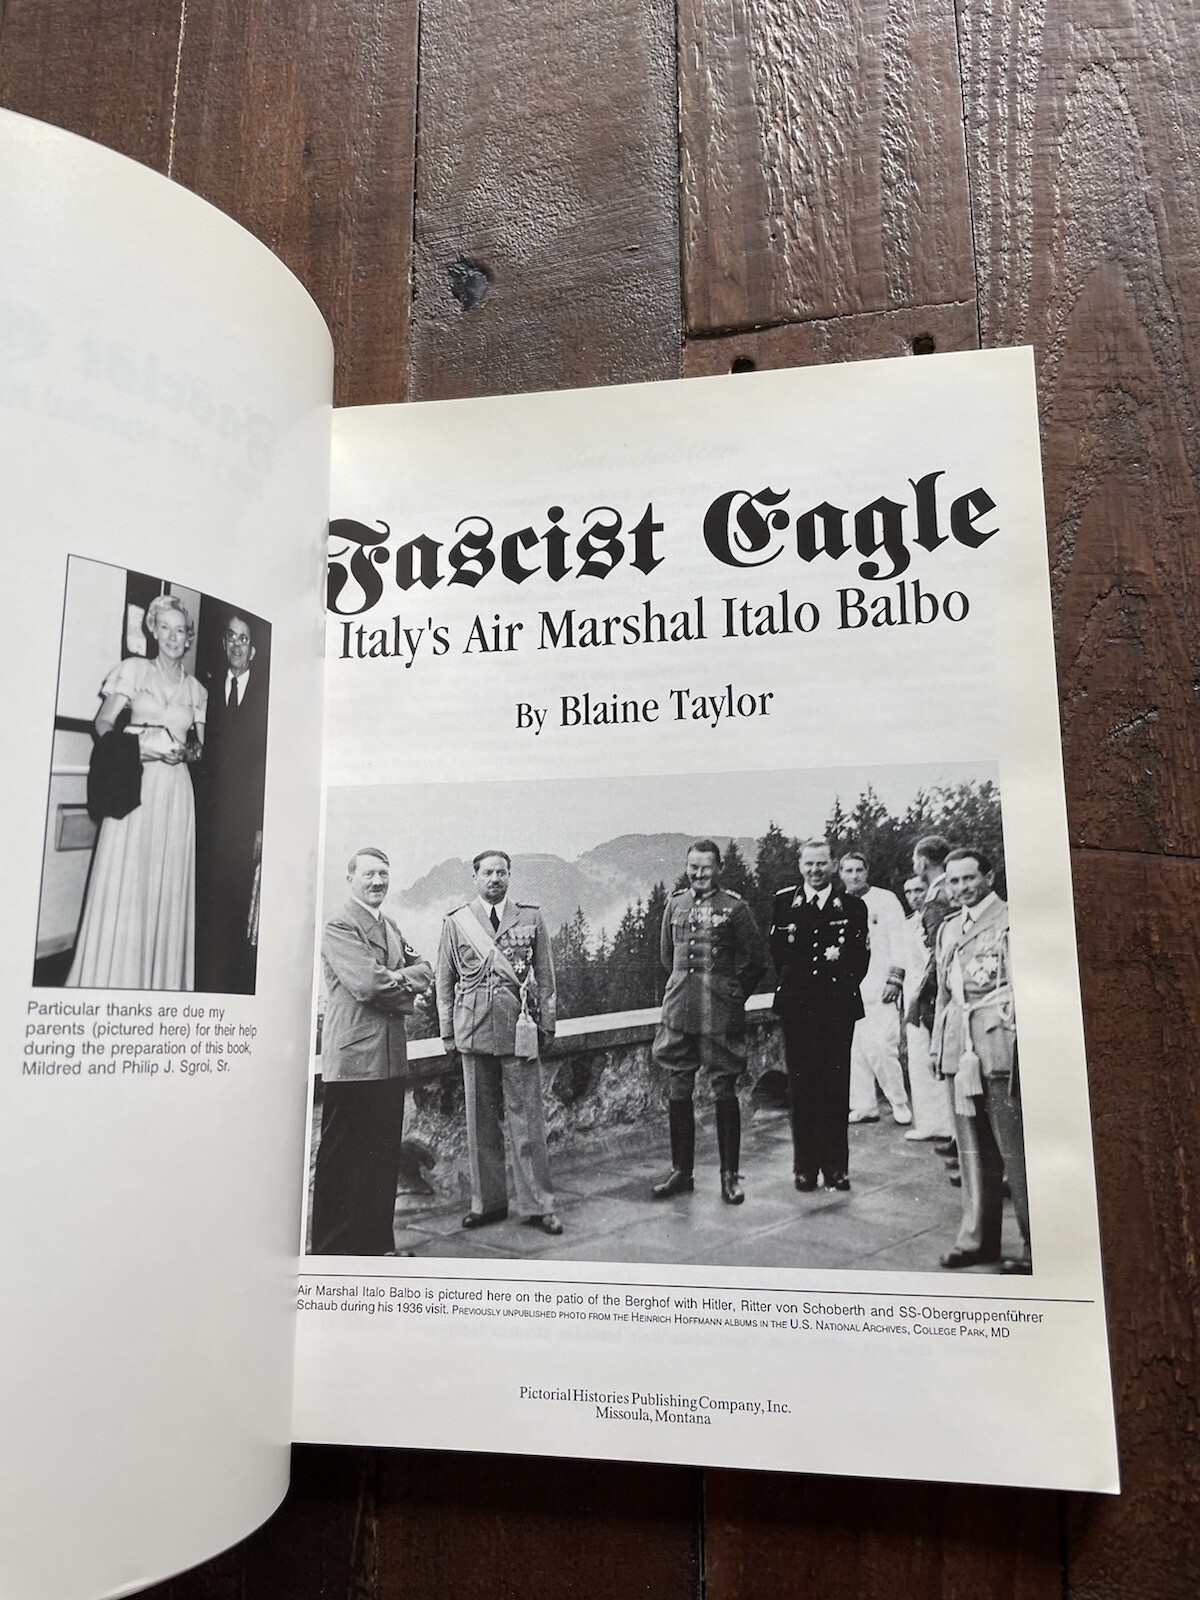 Particular thanks are due my
parents (pictured here) for their help
during the preparation of this book,
Mildred and Philip J. Sgroi, Sr.
Fascist Eagle
Italy's Air Marshal Italo Balbo
By Blaine Taylor
Air Marshal Italo Balbo is pictured here on the patio of the Berghof with Hitler, Ritter von Schoberth and SS-Obergruppenführer
Schaub during his 1936 visit. PREVIOUSLY UNPUBLISHED PHOTO FROM THE HEINRICH HOFFMANN ALBUMS IN THE U.S. NATIONAL ARCHIVES, COLLEGE PARK, MD
Pictorial Histories Publishing Company, Inc.
Missoula, Montana